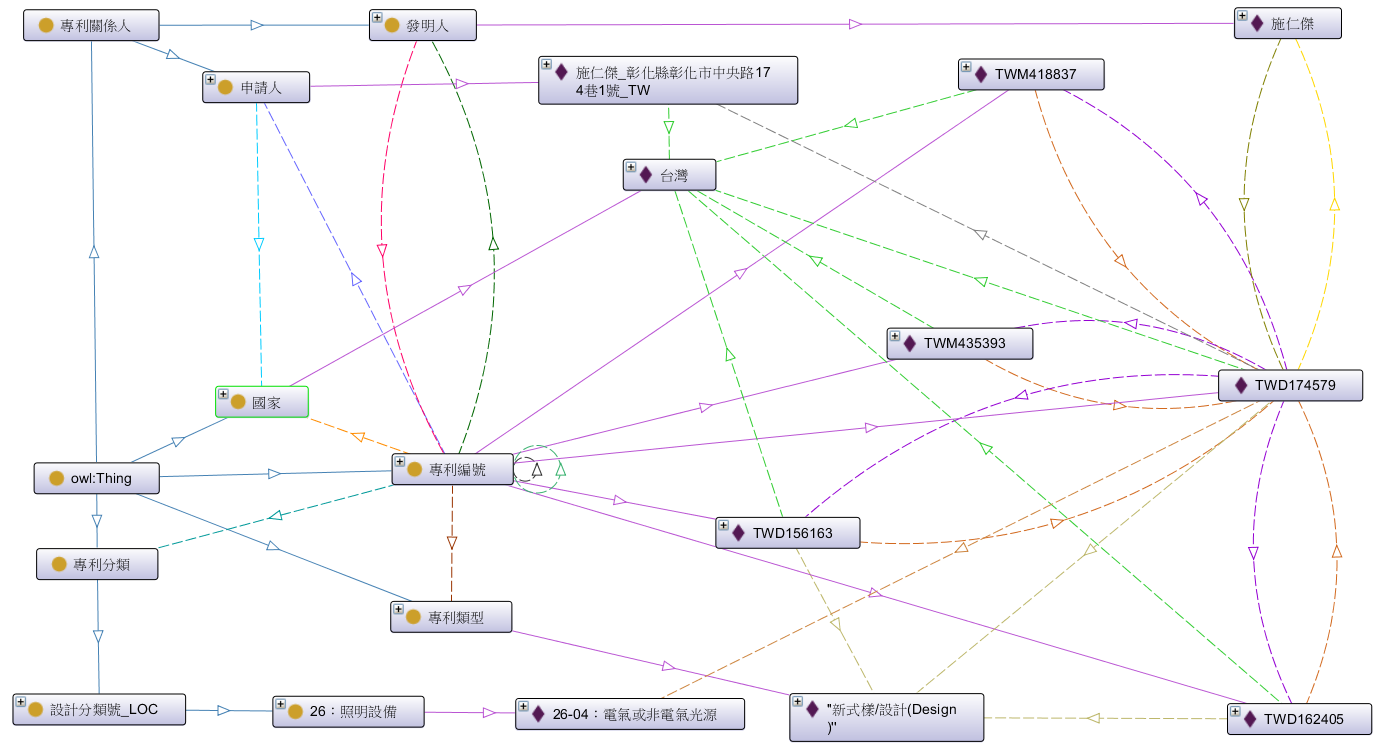 專利關係人
發明人
施仁傑
申請人
施仁傑_彰化縣彰化市中央路17
4巷1號_TW
TWM418837
台灣
TWM435393
TWD174579
國家
owl:Thing
專利編號
TWD156163
專利分類
專利類型
設計分類號_LOC
26：照明設備
26-04：電氣或非電氣光源
"新式樣/設計(Design
)"
TWD162405